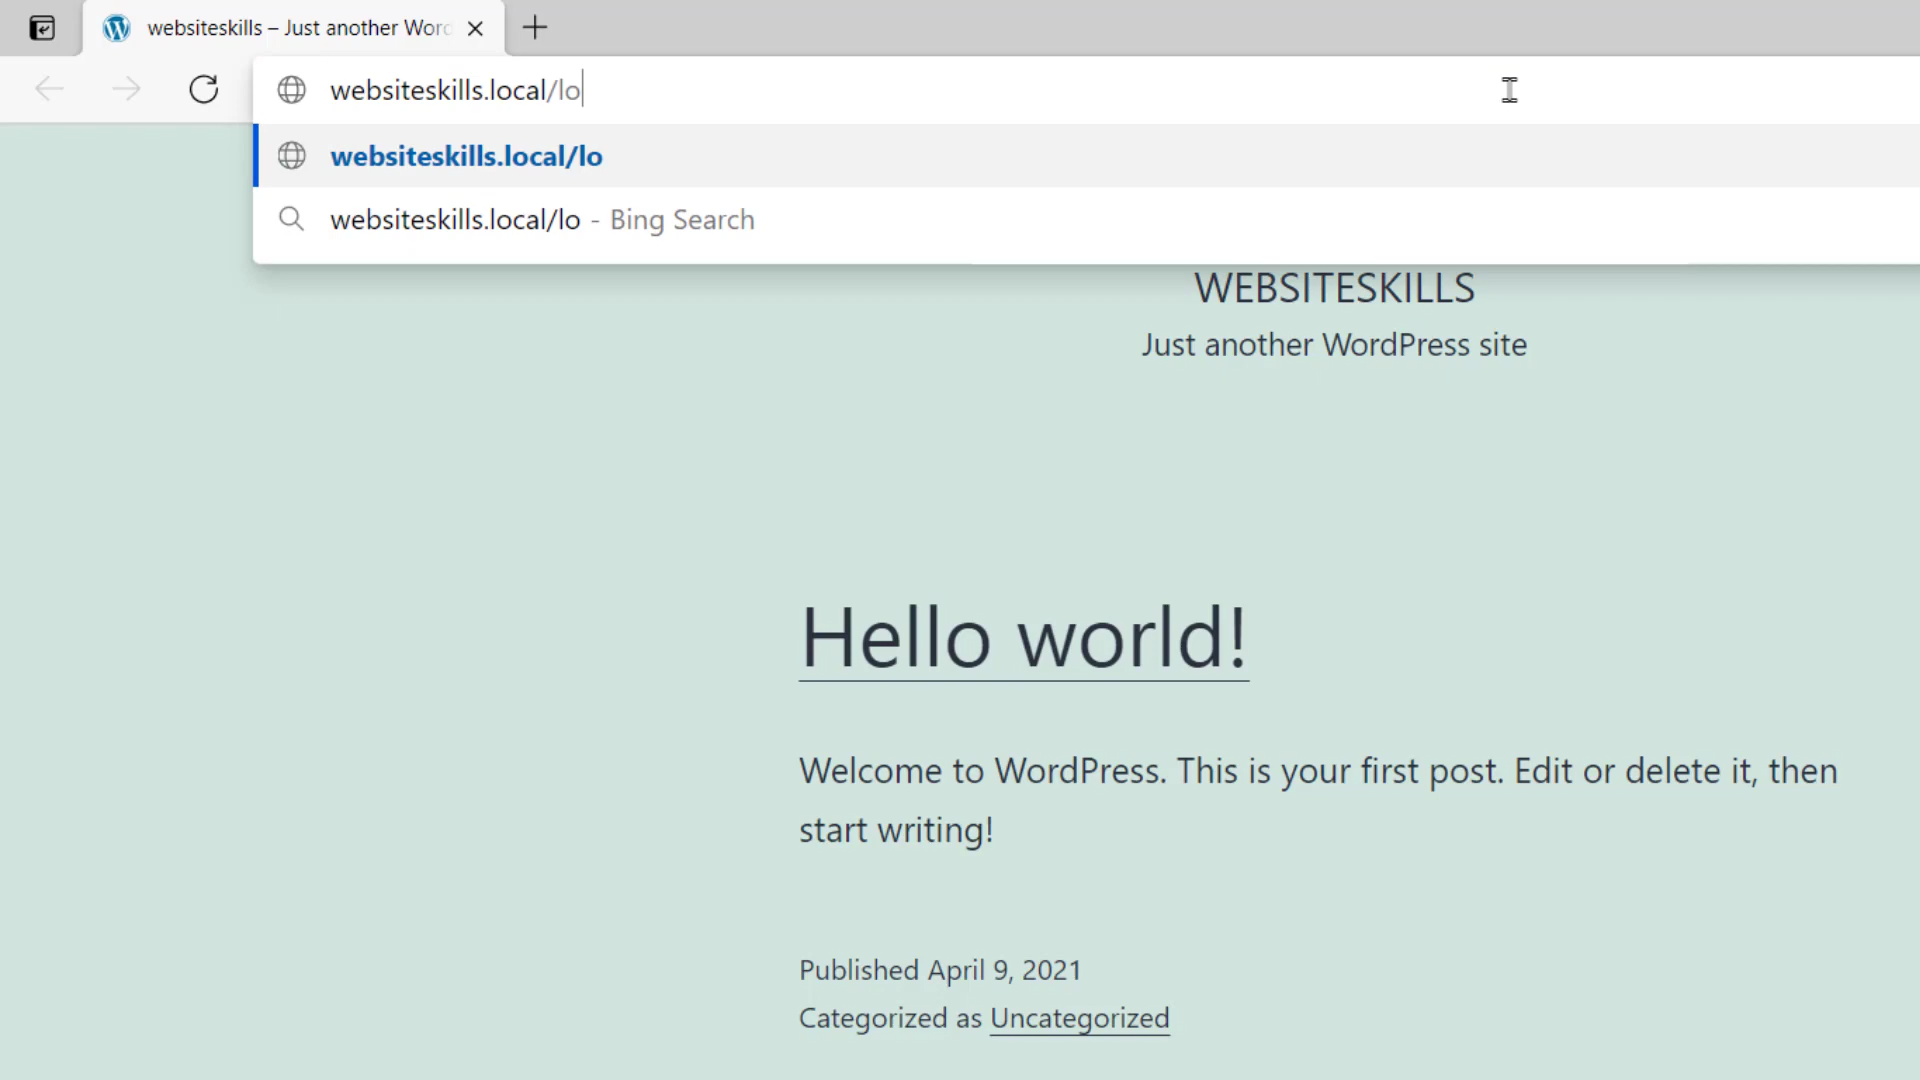 websiteskills – Just another Word
websiteskills.local/lo
websiteskills.local/lo
websiteskills.local/lo - Bing Search
WEBSITESKILLS
Just another WordPress site
Hello world!
Welcome to WordPress. This is your first post. Edit or delete it, then
start writing!
Published April 9, 2021
Categorized as Uncategorized